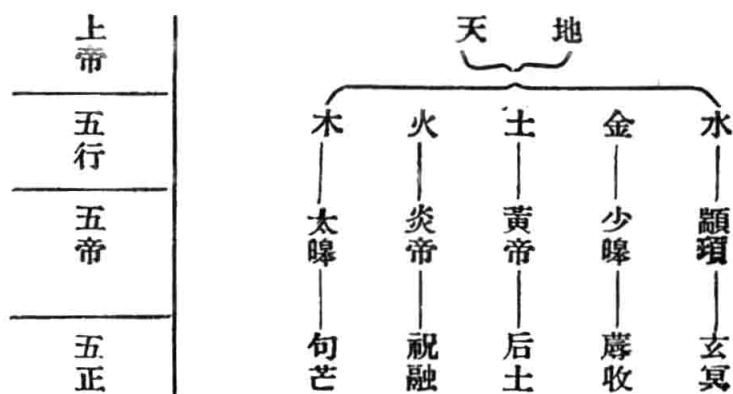 上帝 天 地
五行 木 火 土 金 水
五帝 太皞 炎帝 黃帝 少皞 顓頊
五正 句芒 祝融 后土 蓐收 玄冥